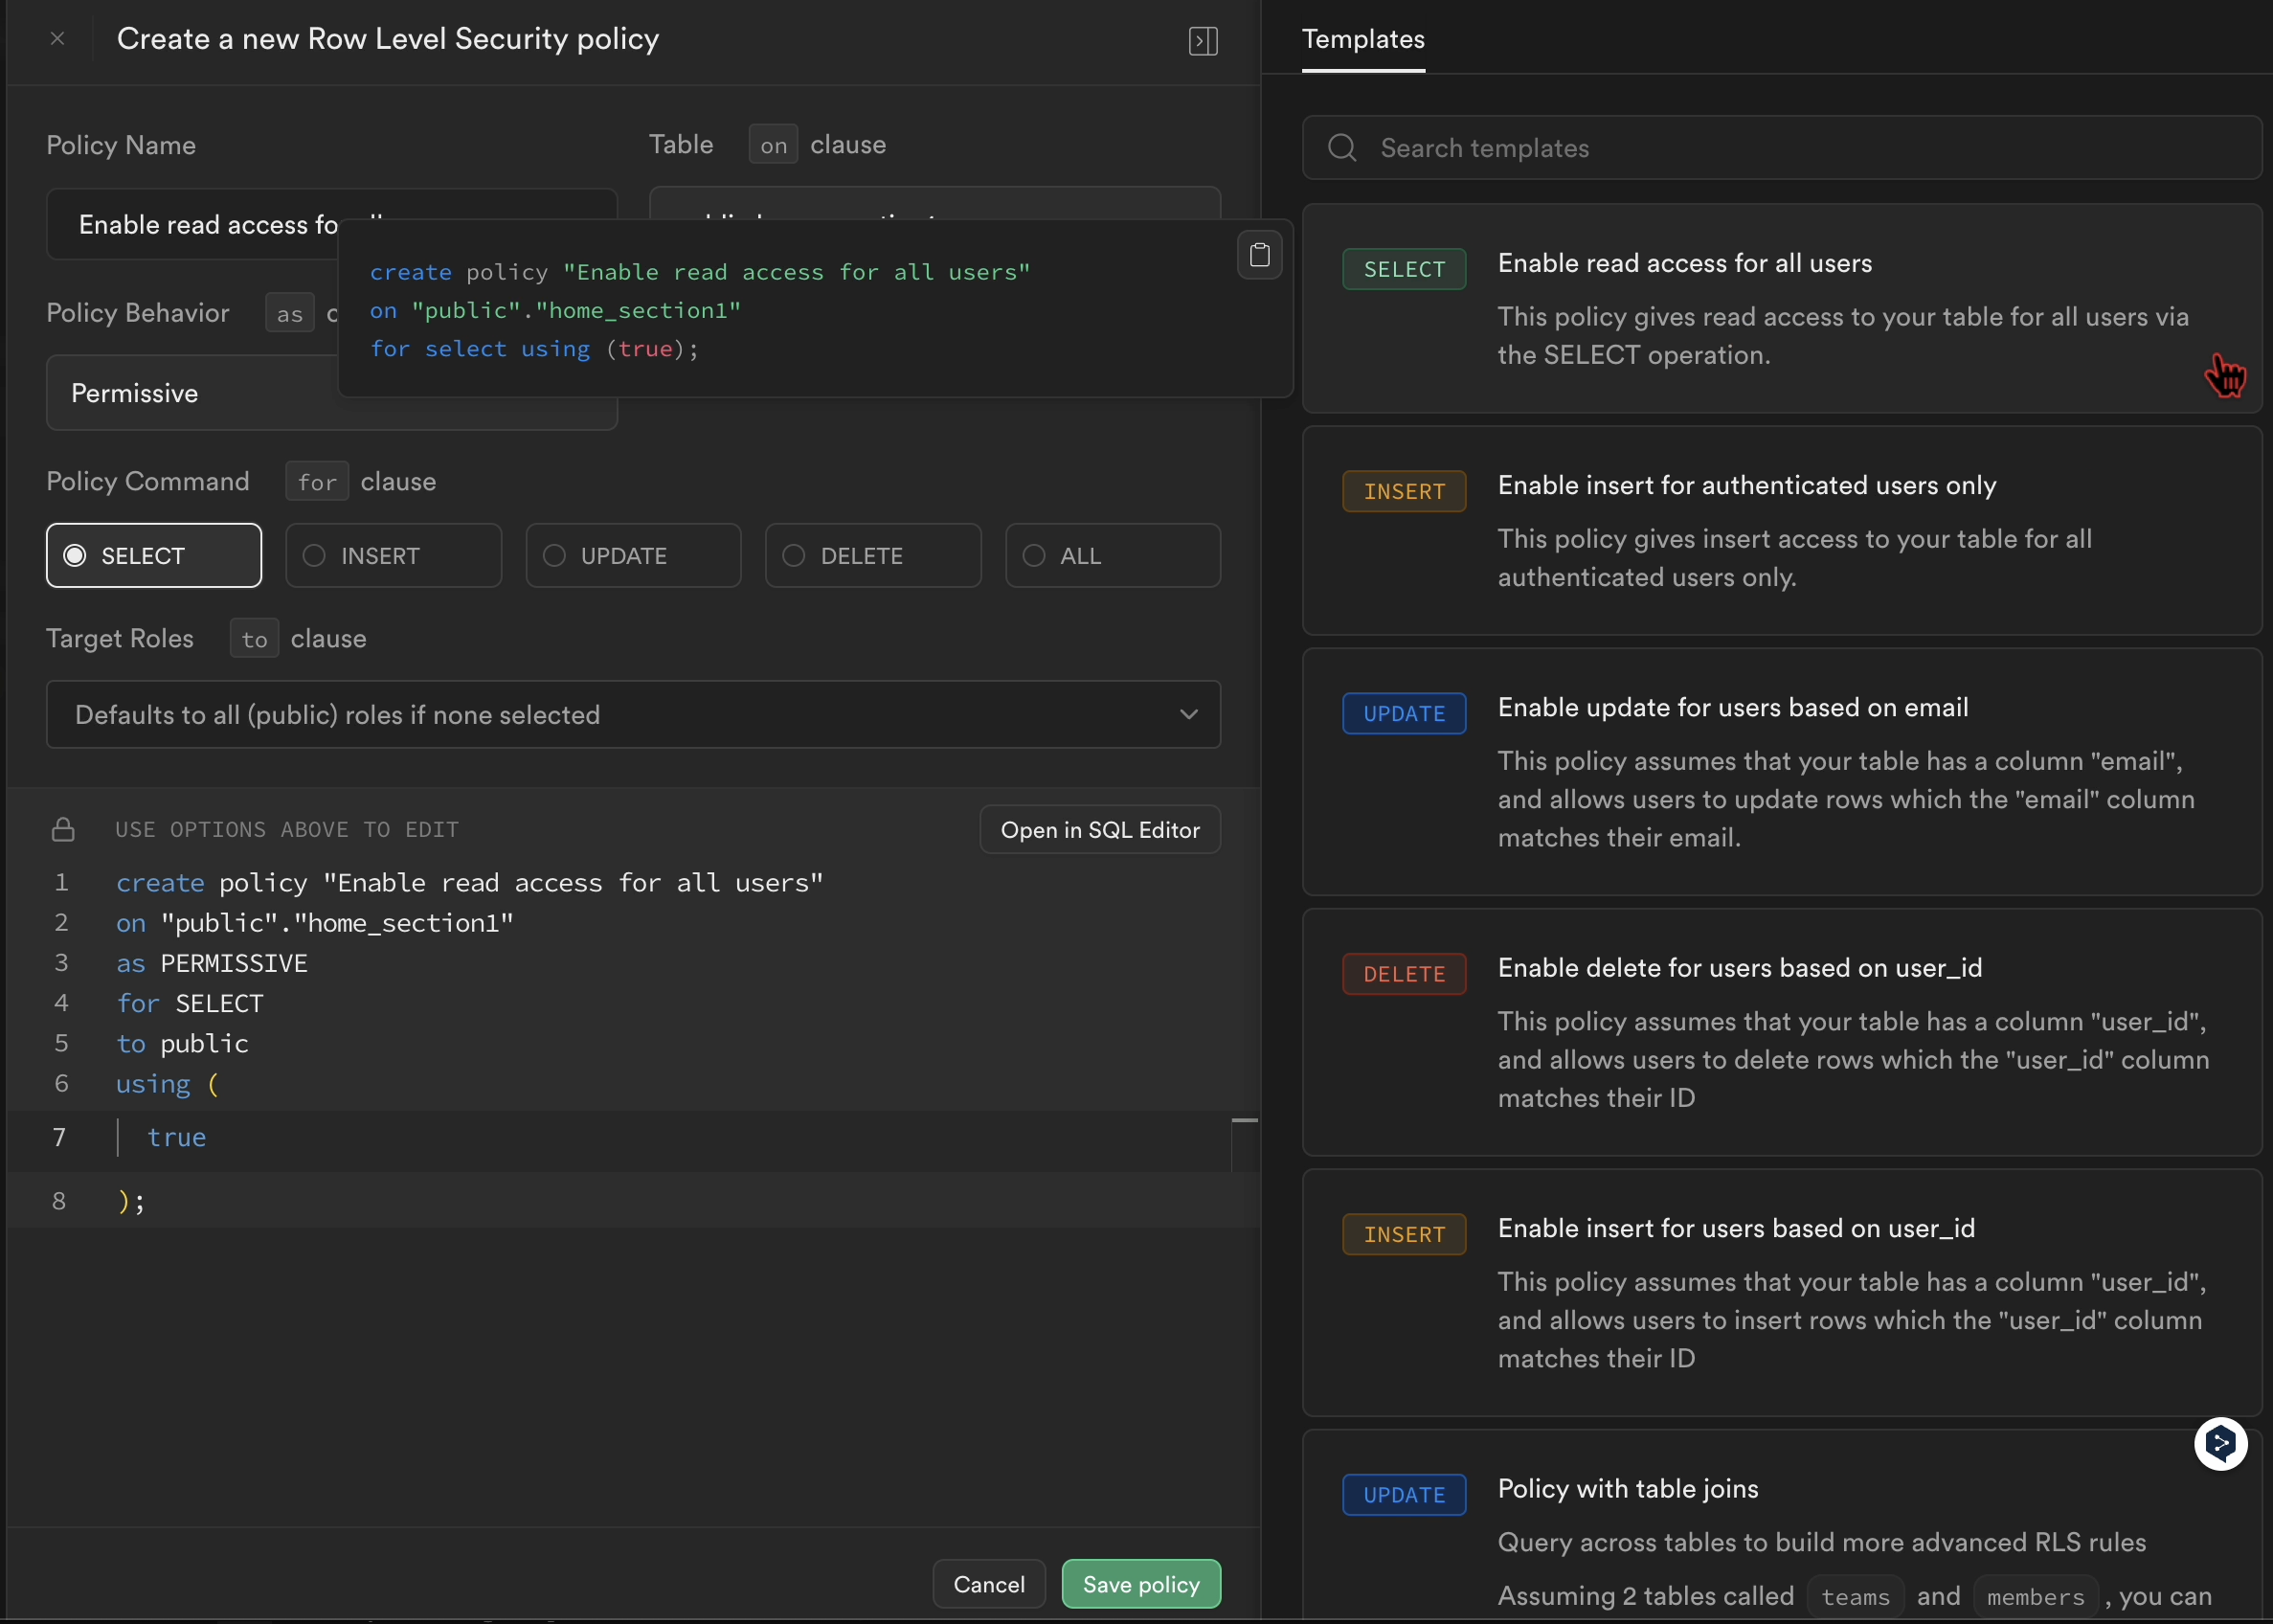 Create a new Row Level Security policy
Policy Name
Table on clause
Enable read access fo
Policy Behavior as
Permissive
create policy "Enable read access for all users"
on "public"."home_section1"
for select using (true);
Policy Command for clause
SELECT INSERT UPDATE DELETE ALL
Target Roles to clause
Defaults to all (public) roles if none selected
USE OPTIONS ABOVE TO EDIT
Open in SQL Editor
1 create policy "Enable read access for all users"
2 on "public"."home_section1"
3 as PERMISSIVE
4 for SELECT
5 to public
6 using (
7 true
8 );
Cancel
Save policy
Templates
Search templates
SELECT Enable read access for all users
This policy gives read access to your table for all users via
the SELECT operation.
INSERT Enable insert for authenticated users only
This policy gives insert access to your table for all
authenticated users only.
UPDATE Enable update for users based on email
This policy assumes that your table has a column "email",
and allows users to update rows which the "email" column
matches their email.
DELETE Enable delete for users based on user_id
This policy assumes that your table has a column "user_id",
and allows users to delete rows which the "user_id" column
matches their ID
INSERT Enable insert for users based on user_id
This policy assumes that your table has a column "user_id",
and allows users to insert rows which the "user_id" column
matches their ID
UPDATE Policy with table joins
Query across tables to build more advanced RLS rules
Assuming 2 tables called teams and members , you can